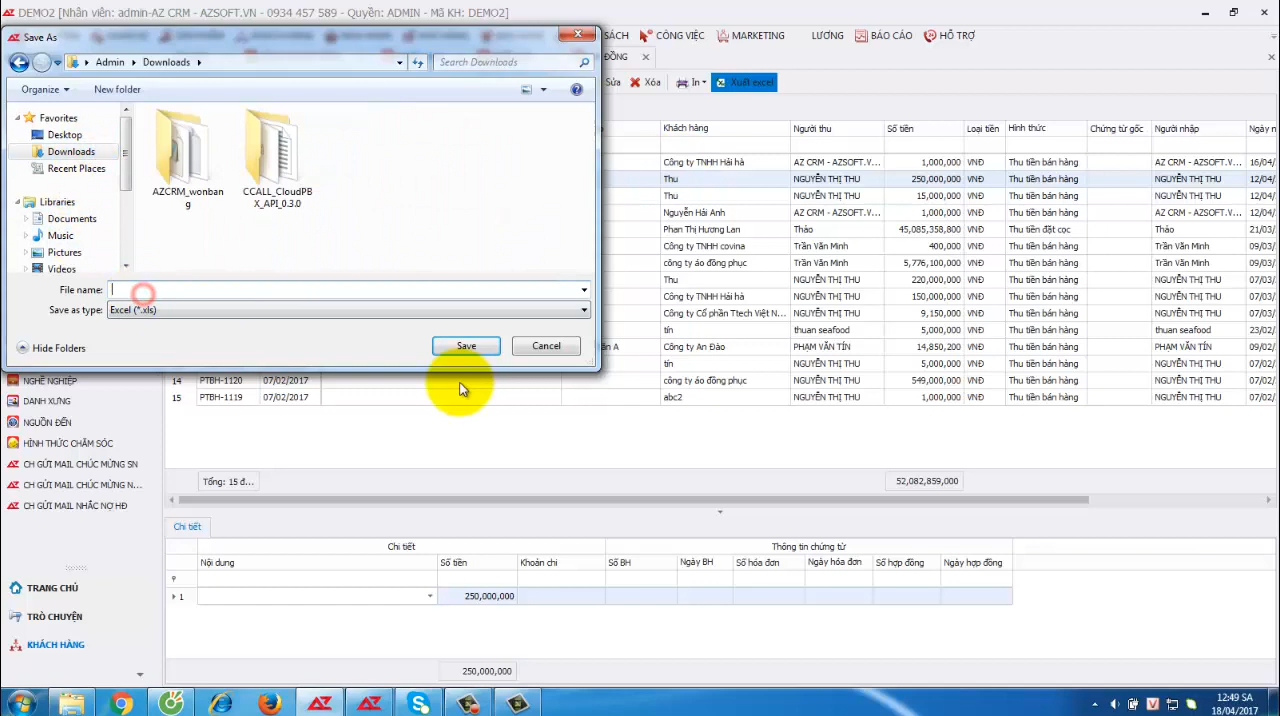 DEMO2 [Nhân viên: admin-AZ CRM - AZSOFT.VN - 0934 457 589 - Quyền: ADMIN - Mã KH: DEMO2]
Save As
SÁCH CÔNG VIỆC MARKETING LƯƠNG BÁO CÁO HỖ TRỢ
Admin Downloads Search Downloads
ĐỒNG
Organize New folder
Sửa Xóa In Xuất excel
Favorites
Desktop
Downloads
Recent Places
Libraries
Documents
Music
Pictures
Videos
AZCRM_wonban
g
CCALL_CloudPB
X_API_0.3.0
File name:
Save as type: Excel (*.xls)
Hide Folders Save Cancel
Khách hàng Người thu Số tiền Loại tiền Hình thức Chứng từ gốc Người nhập Ngày n
Công ty TNHH Hải hà AZ CRM - AZSOFT.V... 1,000,000 VNĐ Thu tiền bán hàng AZ CRM - AZSOFT.V... 16/04/
Thu NGUYỄN THỊ THU 250,000,000 VNĐ Thu tiền bán hàng NGUYỄN THỊ THU 12/04/
Thu NGUYỄN THỊ THU 15,000,000 VNĐ Thu tiền bán hàng NGUYỄN THỊ THU 12/04/
Nguyễn Hải Anh AZ CRM - AZSOFT.V... 1,000,000 VNĐ Thu tiền bán hàng AZ CRM - AZSOFT.V... 12/04/
Phan Thị Hương Lan Thảo 45,085,358,800 VNĐ Thu tiền đặt cọc Thảo 21/03/
Công ty TNHH covina Trần Văn Minh 400,000 VNĐ Thu tiền bán hàng Trần Văn Minh 09/03/
công ty áo đồng phục Trần Văn Minh 5,776,100,000 VNĐ Thu tiền bán hàng Trần Văn Minh 09/03/
Thu NGUYỄN THỊ THU 220,000,000 VNĐ Thu tiền bán hàng NGUYỄN THỊ THU 09/03/
Công ty TNHH Hải hà NGUYỄN THỊ THU 150,000,000 VNĐ Thu tiền bán hàng NGUYỄN THỊ THU 04/03/
Công ty Cổ phần Ttech Việt N... NGUYỄN THỊ THU 9,150,000 VNĐ Thu tiền bán hàng NGUYỄN THỊ THU 01/03/
tín thuan seafood 5,000,000 VNĐ Thu tiền bán hàng thuan seafood 23/02/
n A Công ty An Đào PHẠM VĂN TÍN 14,850,200 VNĐ Thu tiền bán hàng PHẠM VĂN TÍN 09/02/
tín NGUYỄN THỊ THU 5,000,000 VNĐ Thu tiền bán hàng NGUYỄN THỊ THU 07/02/
14 PTBH-1120 07/02/2017 công ty áo đồng phục NGUYỄN THỊ THU 549,000,000 VNĐ Thu tiền bán hàng NGUYỄN THỊ THU 07/02/
15 PTBH-1119 07/02/2017 abc2 NGUYỄN THỊ THU 1,000,000 VNĐ Thu tiền bán hàng NGUYỄN THỊ THU 07/02/
Tổng: 15 đ... 52,082,859,000
NGHỀ NGHIỆP
DANH XƯNG
NGUỒN ĐẾN
HÌNH THỨC CHĂM SÓC
CH GỬI MAIL CHÚC MỪNG SN
CH GỬI MAIL CHÚC MỪNG N...
CH GỬI MAIL NHẮC NỢ HĐ
TRANG CHỦ
TRÒ CHUYỆN
KHÁCH HÀNG
Chi tiết
Chi tiết Thông tin chứng từ
Nội dung Số tiền Khoản chi Số BH Ngày BH Số hóa đơn Ngày hóa đơn Số hợp đồng Ngày hợp đồng
1 250,000,000
250,000,000
12:49 SA
18/04/2017